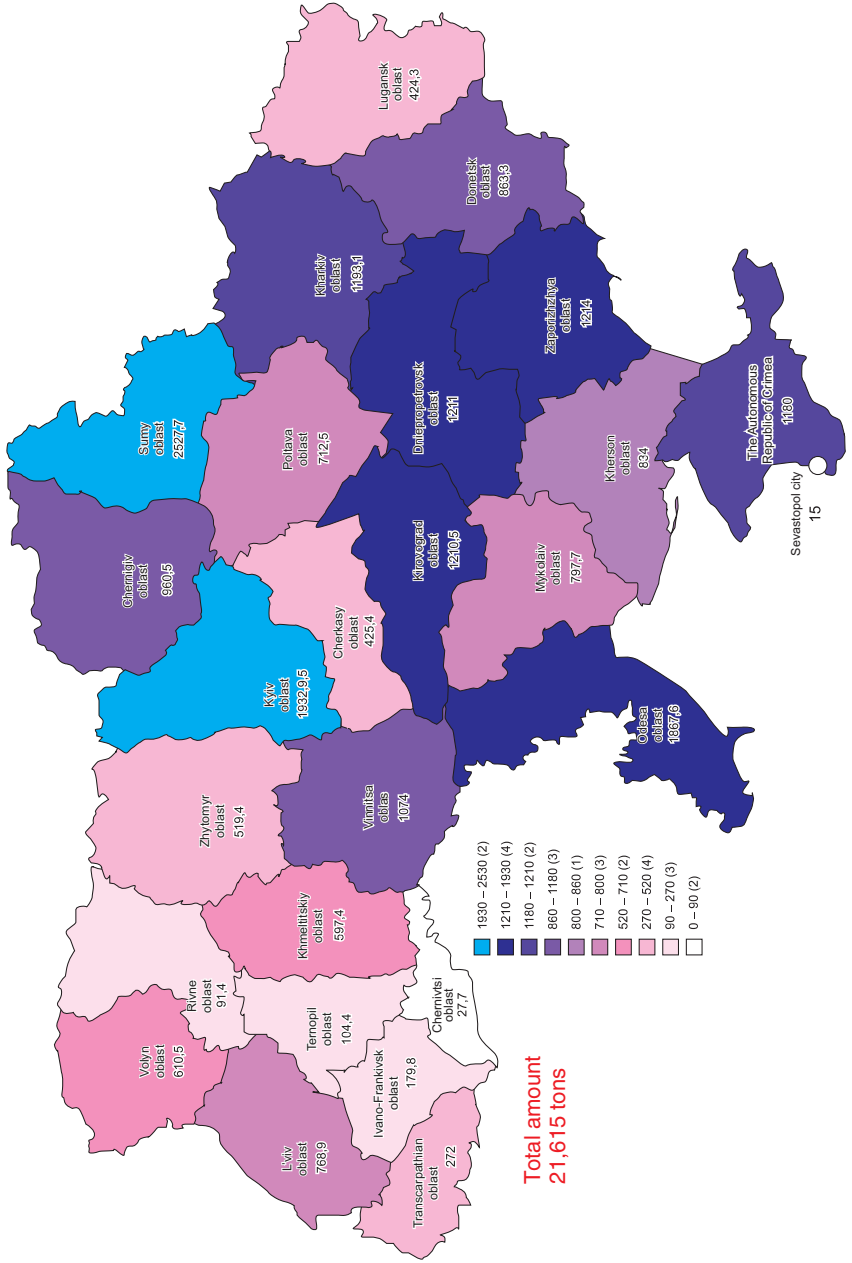 Volyn
oblast
610,5
Rivne
oblast
91,4
Zhytomyr
oblast
519,4
Kyiv
oblast
1932,9,5
Chernigiv
oblast
960,5
Sumy
oblast
2527,7
L'viv
oblast
768,9
Ternopil
oblast
104,4
Khmeltitskiy
oblast
597,4
Vinnitsa
oblas
1074
Cherkasy
oblast
425,4
Poltava
oblast
712,5
Kharkiv
oblast
1193,1
Lugansk
oblast
424,3
Transcarpathian
oblast
272
Ivano-Frankivsk
oblast
179,8
Chernivtsi
oblast
27,7
Kirovograd
oblast
1210,5
Dniepropetrovsk
oblast
1211
Donetsk
oblast
863,3
Zaporizhzhya
oblast
1214
Mykolaiv
oblast
797,7
Kherson
oblast
834
Odesa
oblast
1867,6
The Autonomous
Republic of Crimea
1180
Sevastopol city
15
1930 – 2530 (2)
1210 – 1930 (4)
1180 – 1210 (2)
860 – 1180 (3)
800 – 860 (1)
710 – 800 (3)
520 – 710 (2)
270 – 520 (4)
90 – 270 (3)
0 – 90 (2)
Total amount
21,615 tons